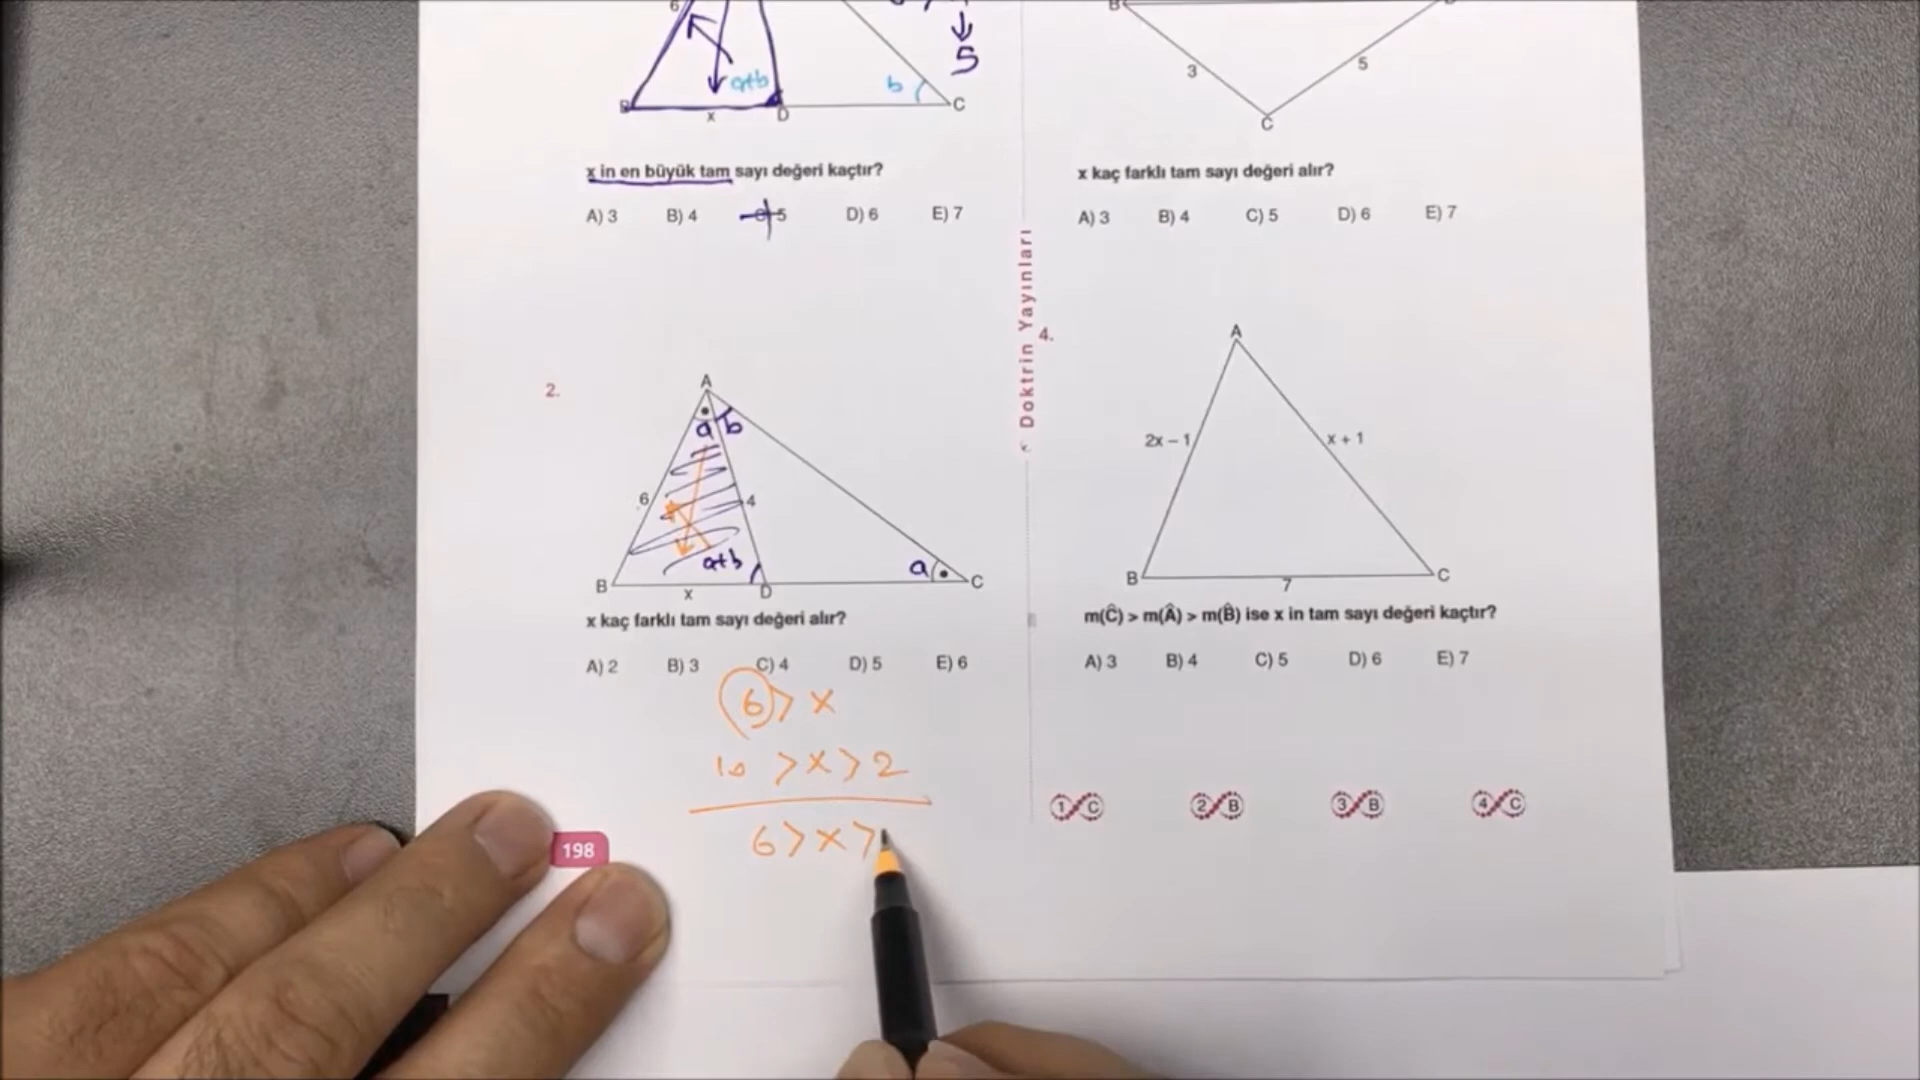 6
a+b
b
5
B
x
D
C
x in en büyük tam sayı değeri kaçtır?
A) 3 B) 4 5 D) 6 E) 7
2.
A
a b
6
4
a+b
a
B
x
D
C
x kaç farklı tam sayı değeri alır?
A) 2 B) 3 C) 4 D) 5 E) 6
6 > x
10 > x > 2
6 > x >
198
Doktrin Yayınları
B
3
5
C
x kaç farklı tam sayı değeri alır?
A) 3 B) 4 C) 5 D) 6 E) 7
4.
A
2x – 1
x + 1
B
7
C
m(Ĉ) > m(Â) > m(B̂) ise x in tam sayı değeri kaçtır?
A) 3 B) 4 C) 5 D) 6 E) 7
1 C 2 B 3 B 4 C